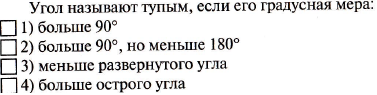 Угол называют тупым, если его градусная мера:
1) больше 90°
2) больше 90°, но меньше 180°
3) меньше развернутого угла
4) больше острого угла